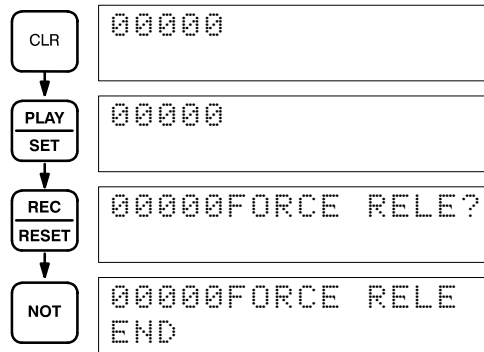 CLR
00000
PLAY
SET
00000
REC
RESET
00000FORCE RELE?
NOT
00000FORCE RELE
END